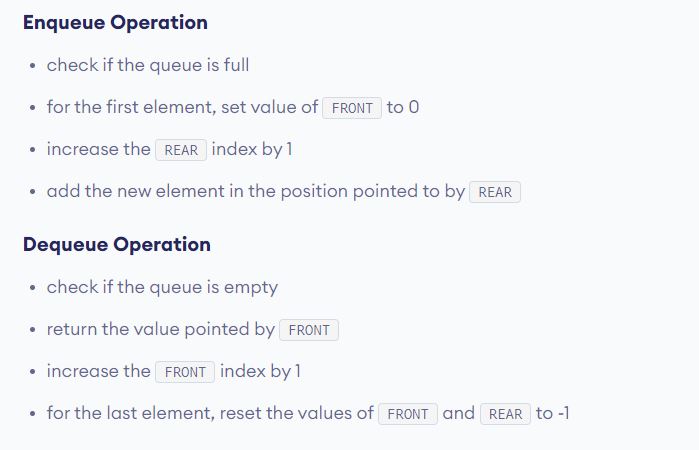 Enqueue Operation
• check if the queue is full
• for the first element, set value of FRONT to 0
• increase the REAR index by 1
• add the new element in the position pointed to by REAR
Dequeue Operation
• check if the queue is empty
• return the value pointed by FRONT
• increase the FRONT index by 1
• for the last element, reset the values of FRONT and REAR to -1